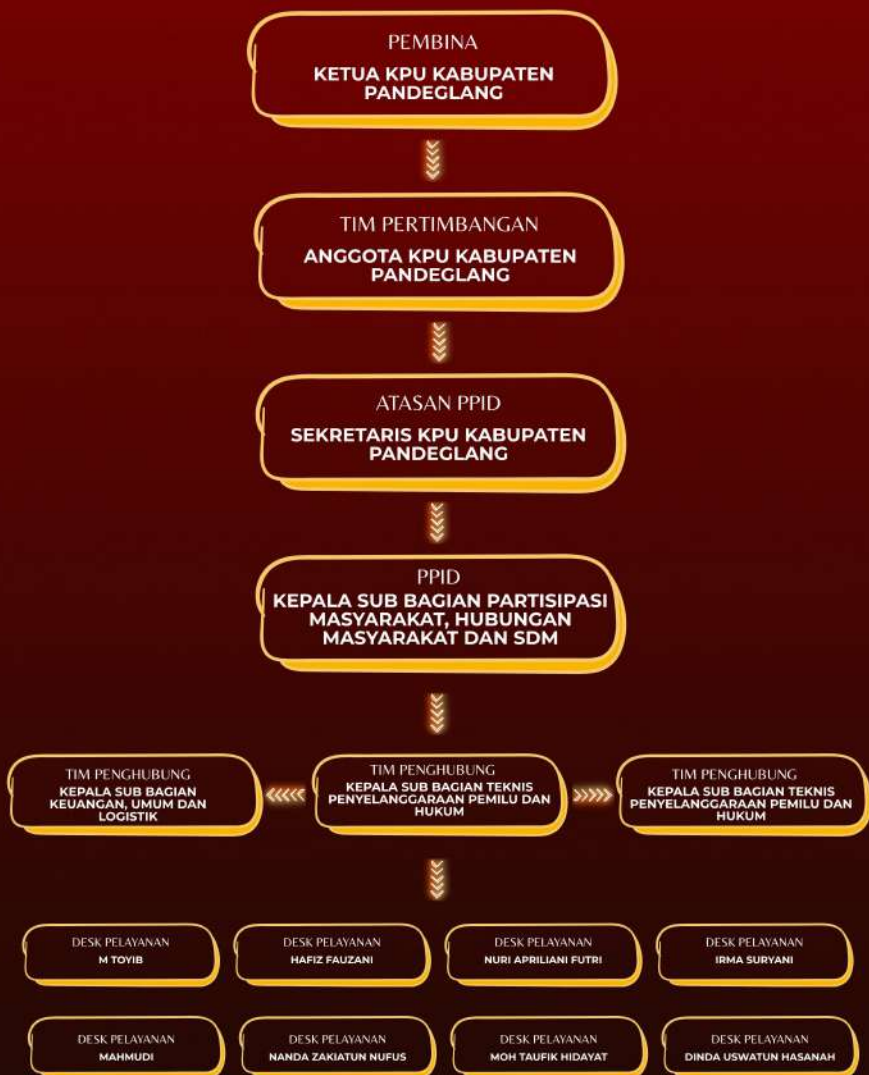 PEMBINA
KETUA KPU KABUPATEN
PANDEGLANG
TIM PERTIMBANGAN
ANGGOTA KPU KABUPATEN
PANDEGLANG
ATASAN PPID
SEKRETARIS KPU KABUPATEN
PANDEGLANG
PPID
KEPALA SUB BAGIAN PARTISIPASI
MASYARAKAT, HUBUNGAN
MASYARAKAT DAN SDM
TIM PENGHUBUNG
KEPALA SUB BAGIAN
KEUANGAN, UMUM DAN
LOGISTIK
TIM PENGHUBUNG
KEPALA SUB BAGIAN TEKNIS
PENYELANGGARAAN PEMILU DAN
HUKUM
TIM PENGHUBUNG
KEPALA SUB BAGIAN TEKNIS
PENYELANGGARAAN PEMILU DAN
HUKUM
DESK PELAYANAN
M TOYIB
DESK PELAYANAN
HAFIZ FAUZANI
DESK PELAYANAN
NURI APRILIANI FUTRI
DESK PELAYANAN
IRMA SURYANI
DESK PELAYANAN
MAHMUDI
DESK PELAYANAN
NANDA ZAKIATUN NUFUS
DESK PELAYANAN
MOH TAUFIK HIDAYAT
DESK PELAYANAN
DINDA USWATUN HASANAH